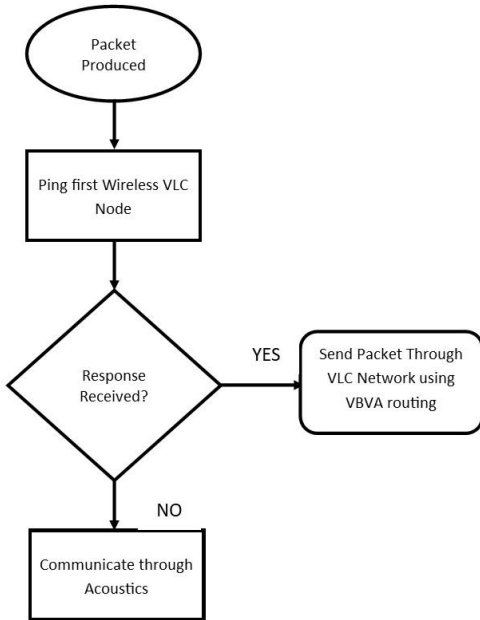 Packet
Produced
Ping first Wireless VLC
Node
Response
Received?
YES
Send Packet Through
VLC Network using
VBVA routing
NO
Communicate through
Acoustics